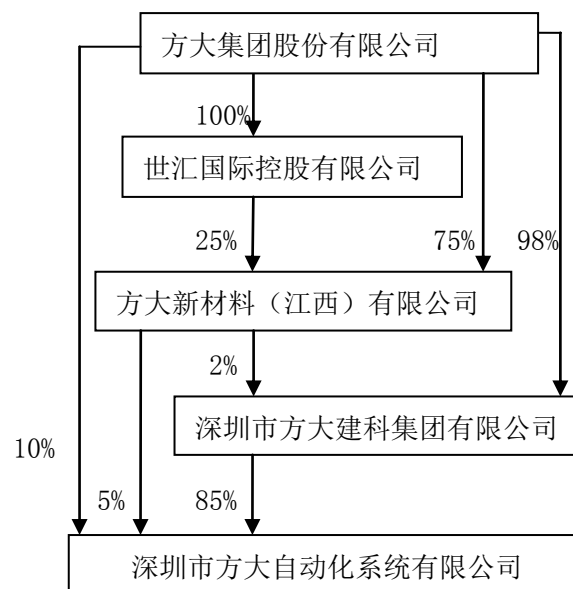 方大集团股份有限公司
100%
世汇国际控股有限公司
25%
75%
98%
方大新材料（江西）有限公司
2%
深圳市方大建科集团有限公司
10%
5%
85%
深圳市方大自动化系统有限公司